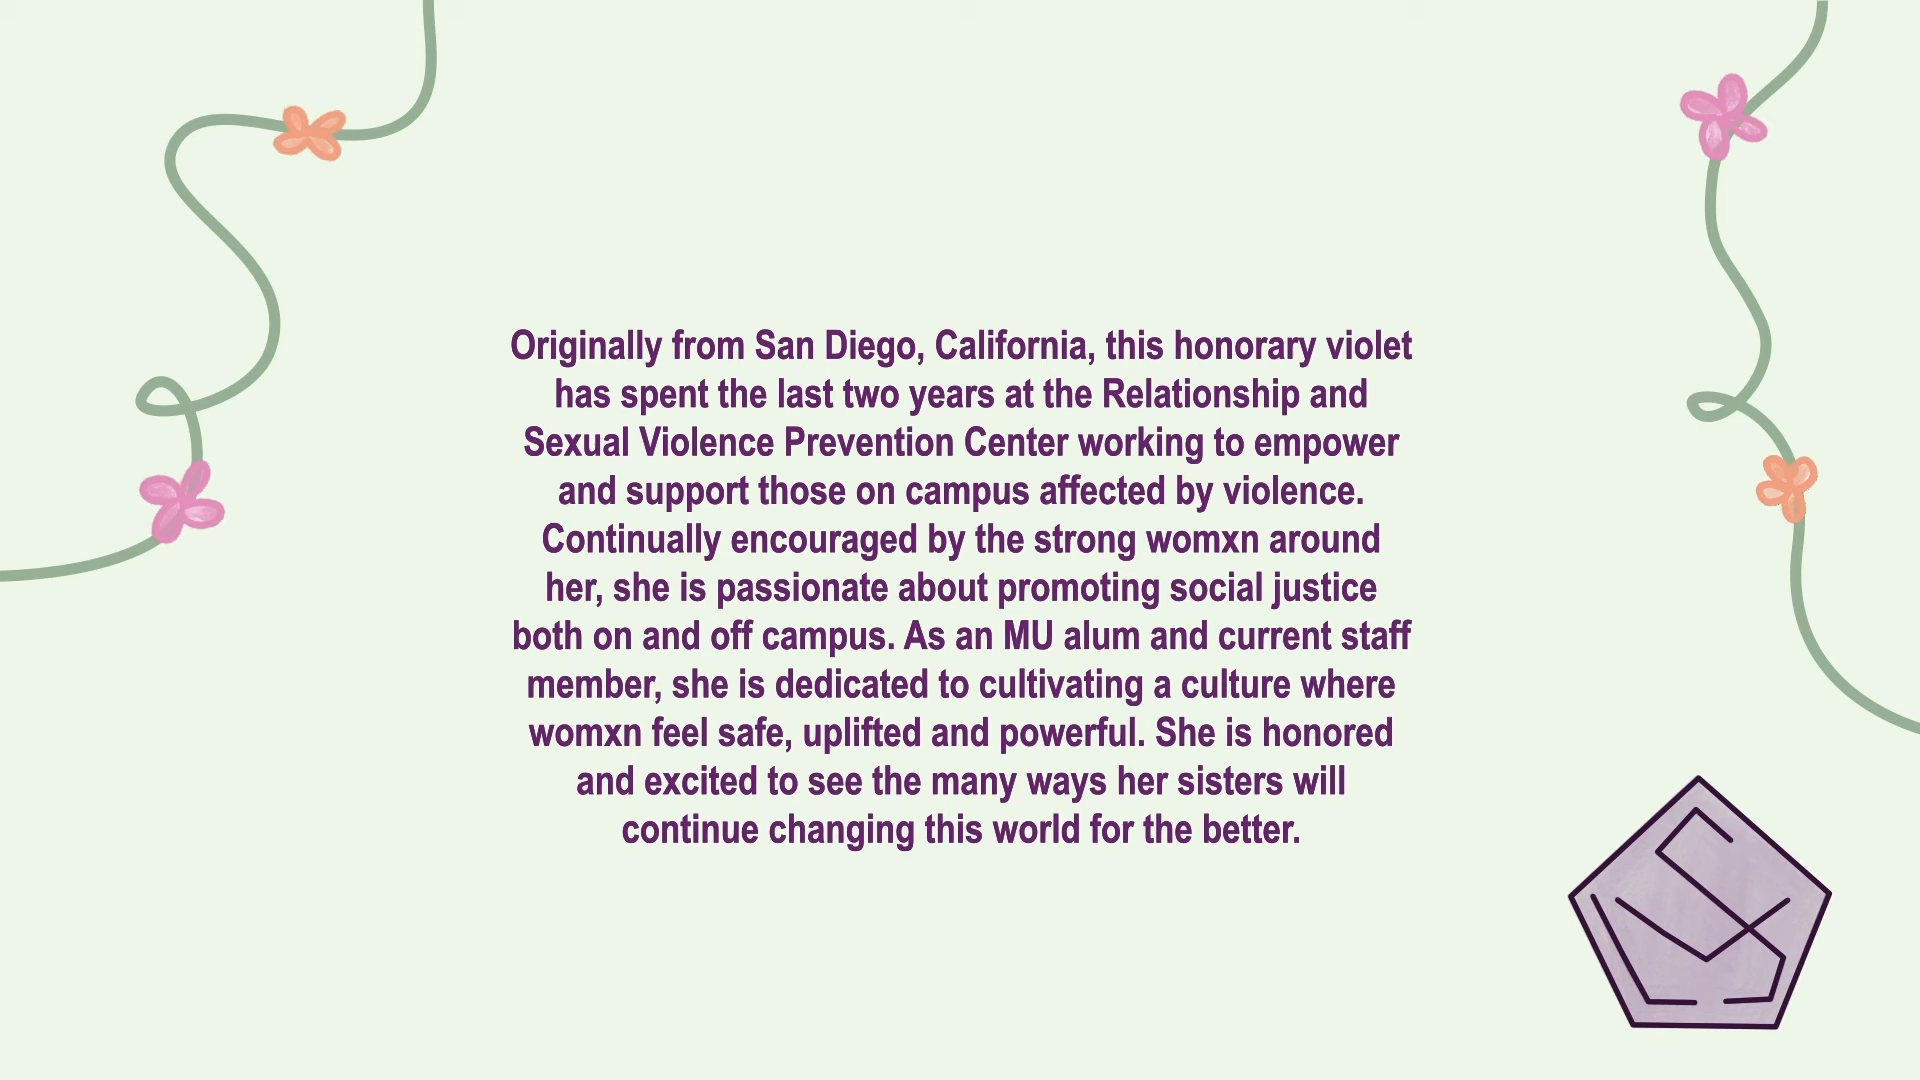 Originally from San Diego, California, this honorary violet
has spent the last two years at the Relationship and
Sexual Violence Prevention Center working to empower
and support those on campus affected by violence.
Continually encouraged by the strong womxn around
her, she is passionate about promoting social justice
both on and off campus. As an MU alum and current staff
member, she is dedicated to cultivating a culture where
womxn feel safe, uplifted and powerful. She is honored
and excited to see the many ways her sisters will
continue changing this world for the better.